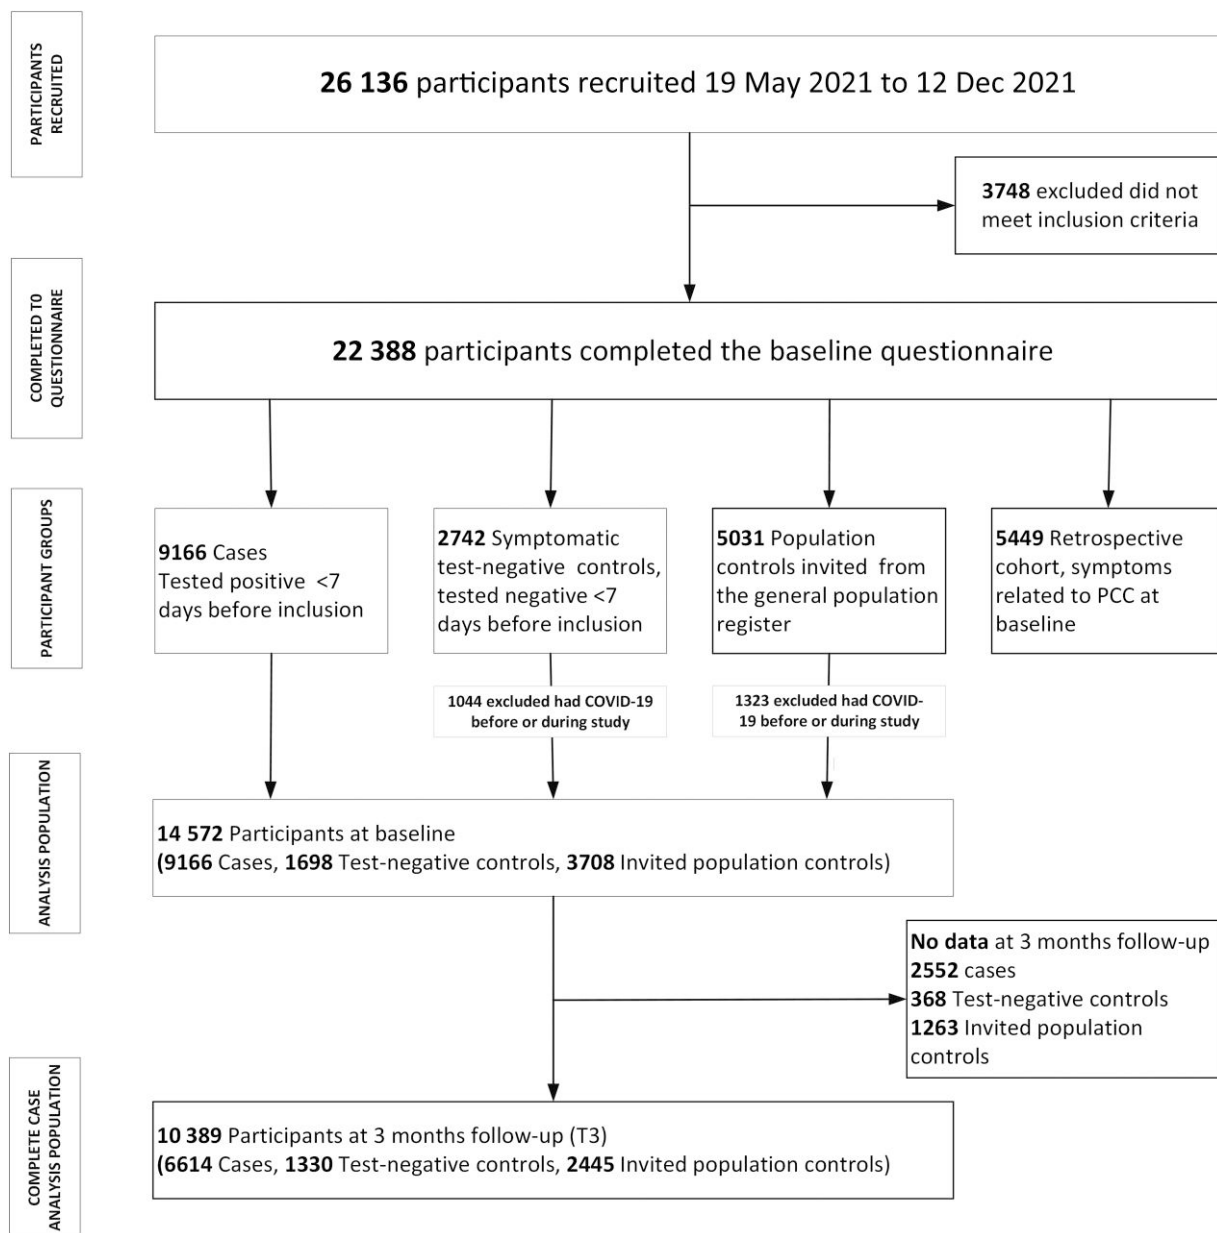 PARTICIPANTS
RECRUITED
26 136 participants recruited 19 May 2021 to 12 Dec 2021
3748 excluded did not
meet inclusion criteria
COMPLETED T0
QUESTIONNAIRE
22 388 participants completed the baseline questionnaire
PARTICIPANT GROUPS
9166 Cases
Tested positive <7
days before inclusion
2742 Symptomatic
test-negative controls,
tested negative <7
days before inclusion
5031 Population
controls invited from
the general population
register
5449 Retrospective
cohort, symptoms
related to PCC at
baseline
1044 excluded had COVID-19
before or during study
1323 excluded had COVID-
19 before or during study
ANALYSIS POPULATION
14 572 Participants at baseline
(9166 Cases, 1698 Test-negative controls, 3708 Invited population controls)
No data at 3 months follow-up
2552 cases
368 Test-negative controls
1263 Invited population
controls
COMPLETE CASE
ANALYSIS POPULATION
10 389 Participants at 3 months follow-up (T3)
(6614 Cases, 1330 Test-negative controls, 2445 Invited population controls)